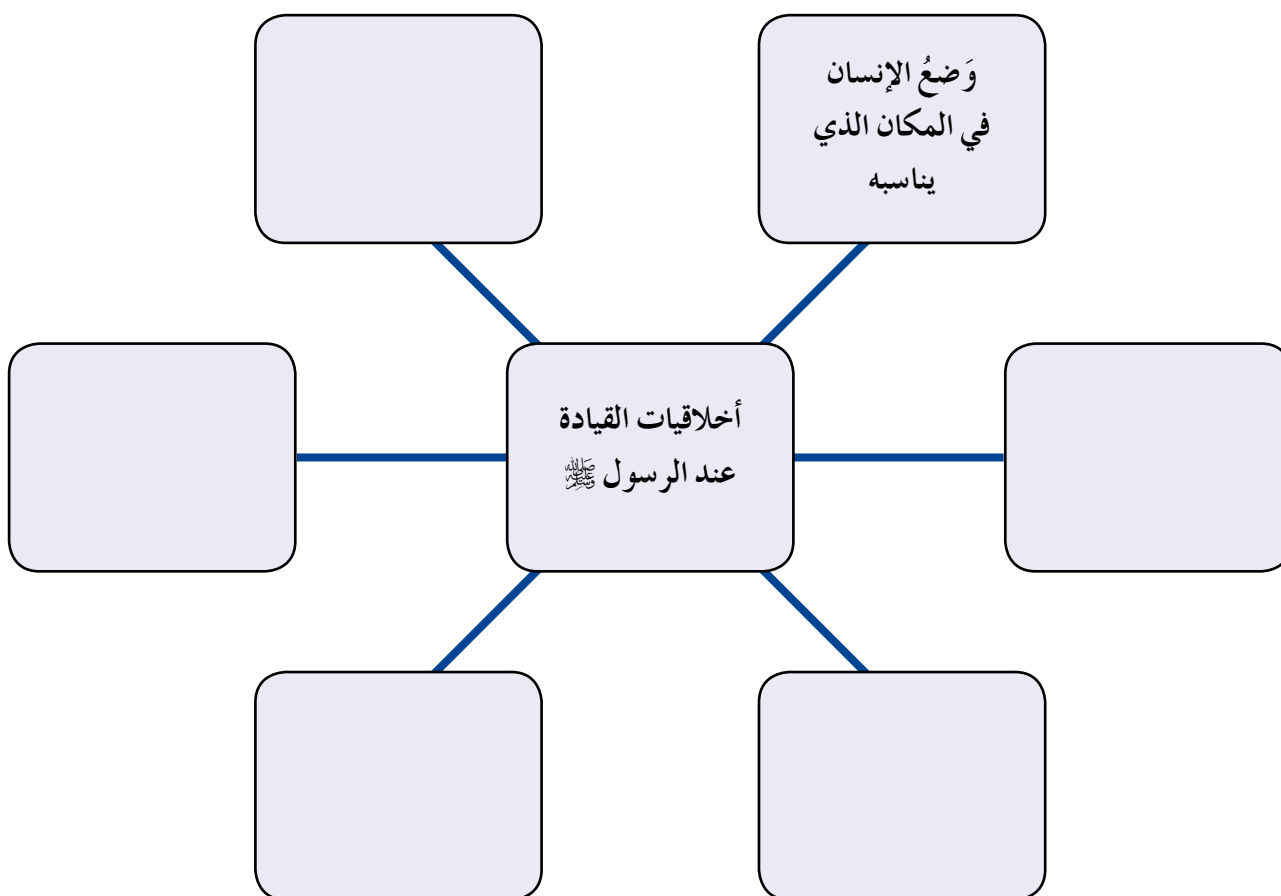 وَضعُ الإنسان
في المكان الذي
يناسبه
أخلاقيات القيادة
عند الرسول ﷺ